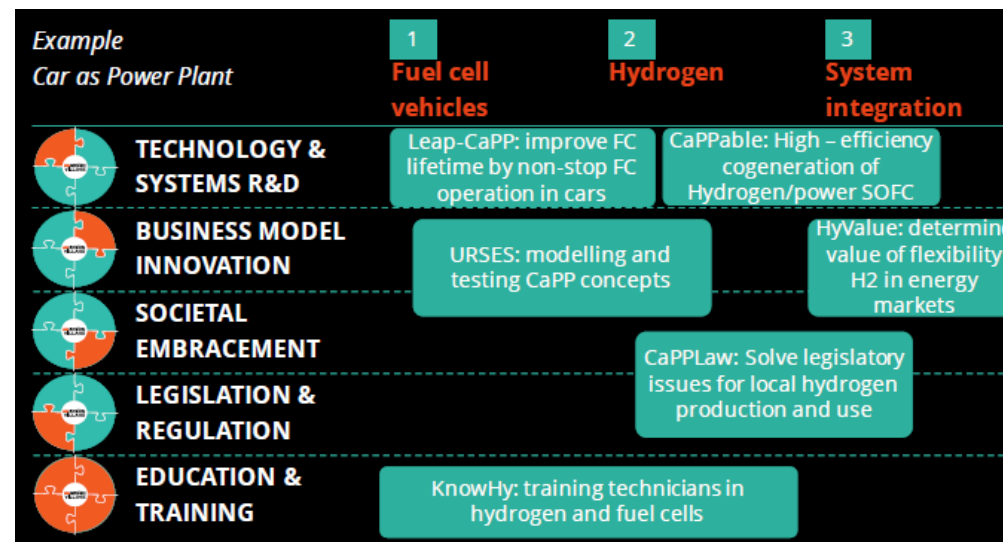 Example
Car as Power Plant
1
Fuel cell
vehicles
2
Hydrogen
3
System
integration
TECHNOLOGY &
SYSTEMS R&D
Leap-CaPP: improve FC
lifetime by non-stop FC
operation in cars
CaPPable: High – efficiency
cogeneration of
Hydrogen/power SOFC
BUSINESS MODEL
INNOVATION
URSES: modelling and
testing CaPP concepts
HyValue: determine
value of flexibility
H2 in energy
markets
SOCIETAL
EMBRACEMENT
CaPPLaw: Solve legislatory
issues for local hydrogen
production and use
LEGISLATION &
REGULATION
EDUCATION &
TRAINING
KnowHy: training technicians in
hydrogen and fuel cells